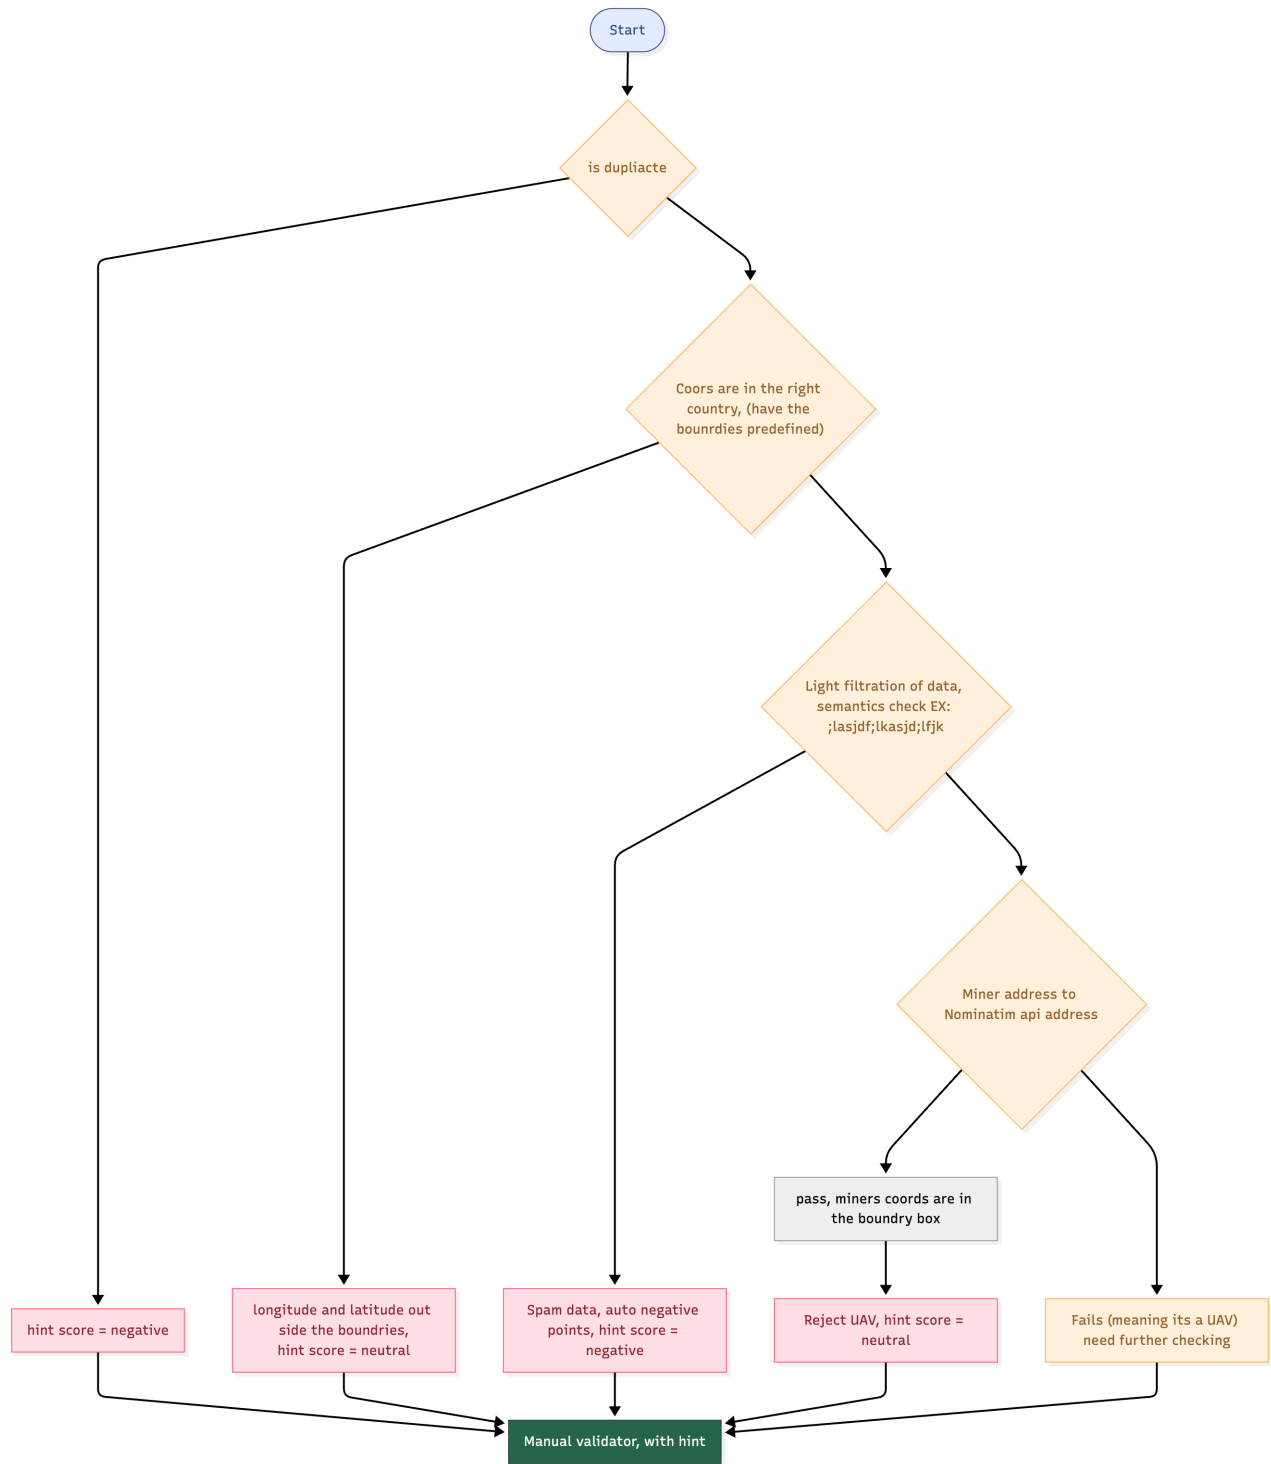 Start
is dupliacte
Coors are in the right
country, (have the
bounrdies predefined)
Light filtration of data,
semantics check EX:
;lasjdf;lkasjd;lfjk
Miner address to
Nominatim api address
pass, miners coords are in
the boundry box
hint score = negative
longitude and latitude out
side the boundries,
hint score = neutral
Spam data, auto negative
points, hint score =
negative
Reject UAV, hint score =
neutral
Fails (meaning its a UAV)
need further checking
Manual validator, with hint